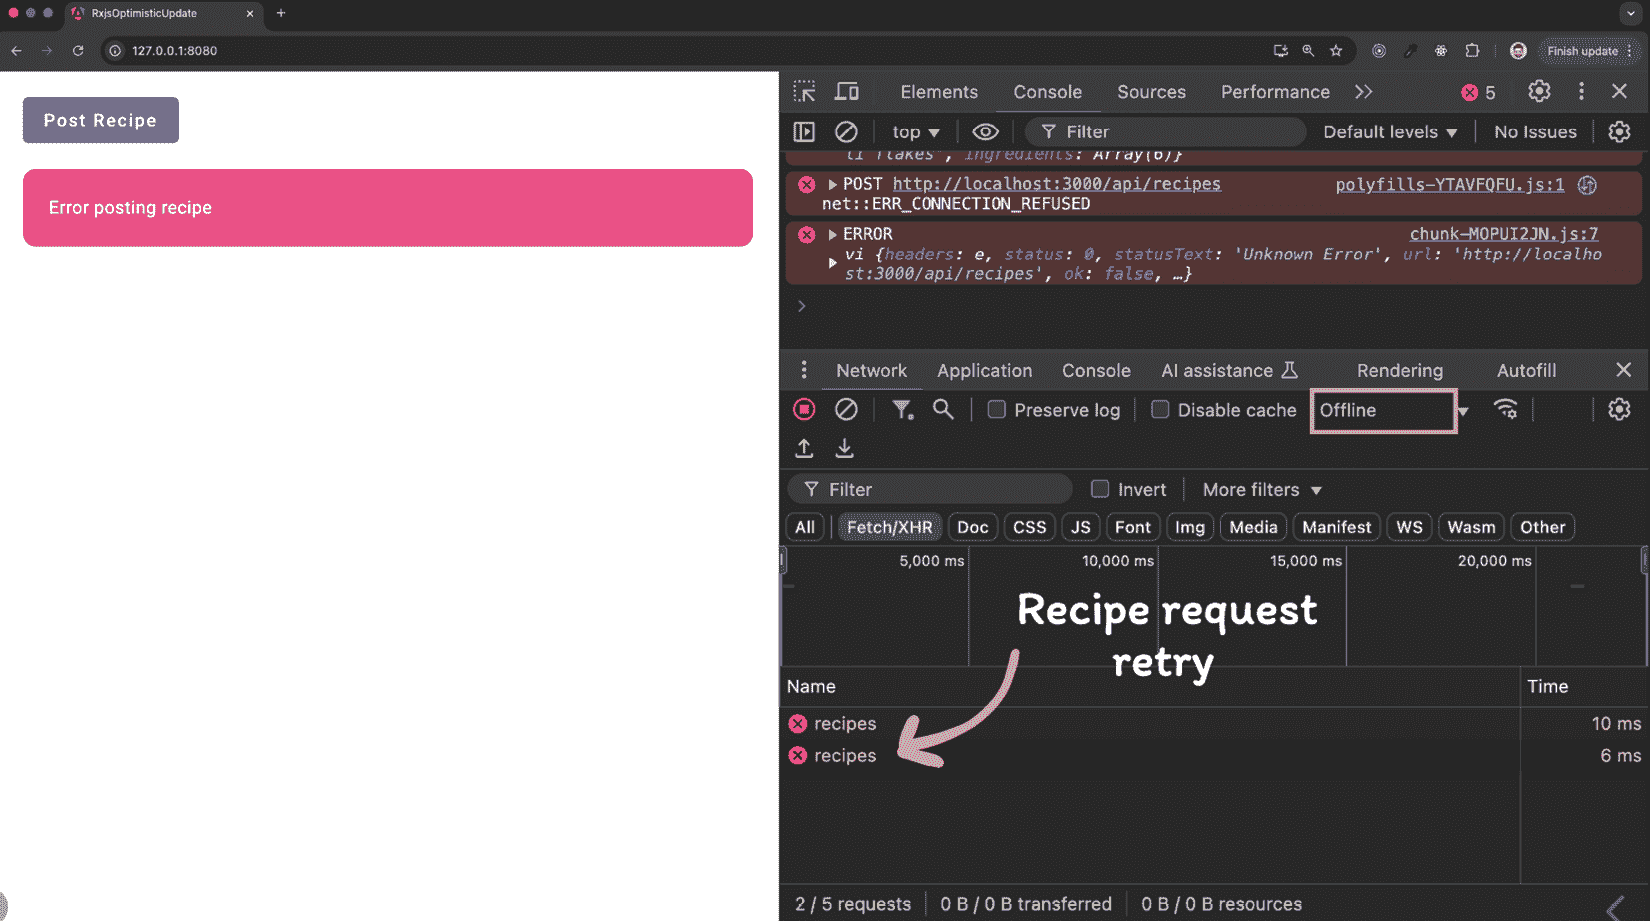 RxjsOptimisticUpdate
127.0.0.1:8080
Finish update
Post Recipe
Error posting recipe
Elements Console Sources Performance 5
top Filter Default levels No Issues
ti flakes", ingredients: Array(6)}
POST http://localhost:3000/api/recipes polyfills-YTAVFQFU.js:1
net::ERR_CONNECTION_REFUSED
ERROR chunk-MOPUI2JN.js:7
vi {headers: e, status: 0, statusText: 'Unknown Error', url: 'http://localho
st:3000/api/recipes', ok: false, …}
Network Application Console AI assistance Rendering Autofill
Preserve log Disable cache Offline
Filter Invert More filters
All Fetch/XHR Doc CSS JS Font Img Media Manifest WS Wasm Other
5,000 ms 10,000 ms 15,000 ms 20,000 ms
Recipe request
retry
Name Time
recipes 10 ms
recipes 6 ms
2 / 5 requests 0 B / 0 B transferred 0 B / 0 B resources